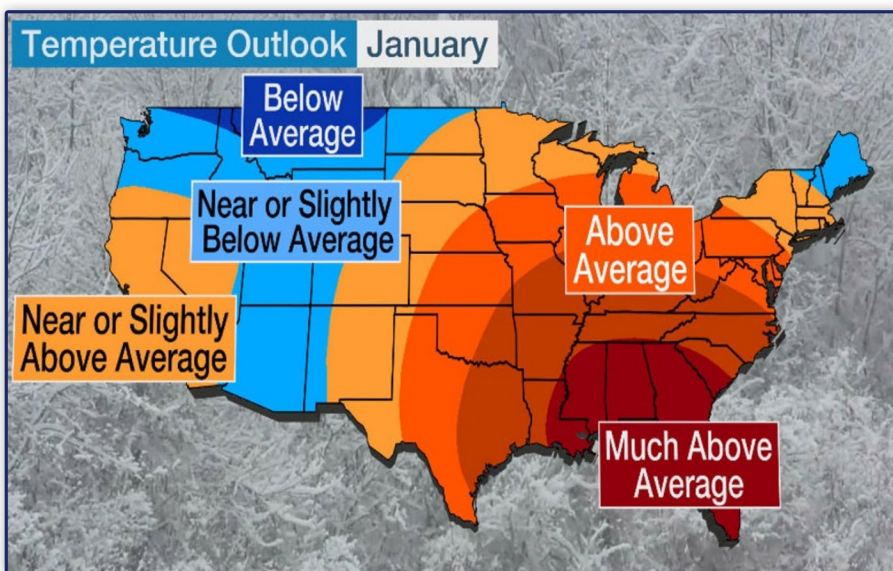 Temperature Outlook January
Below
Average
Near or Slightly
Below Average
Above
Average
Near or Slightly
Above Average
Much Above
Average